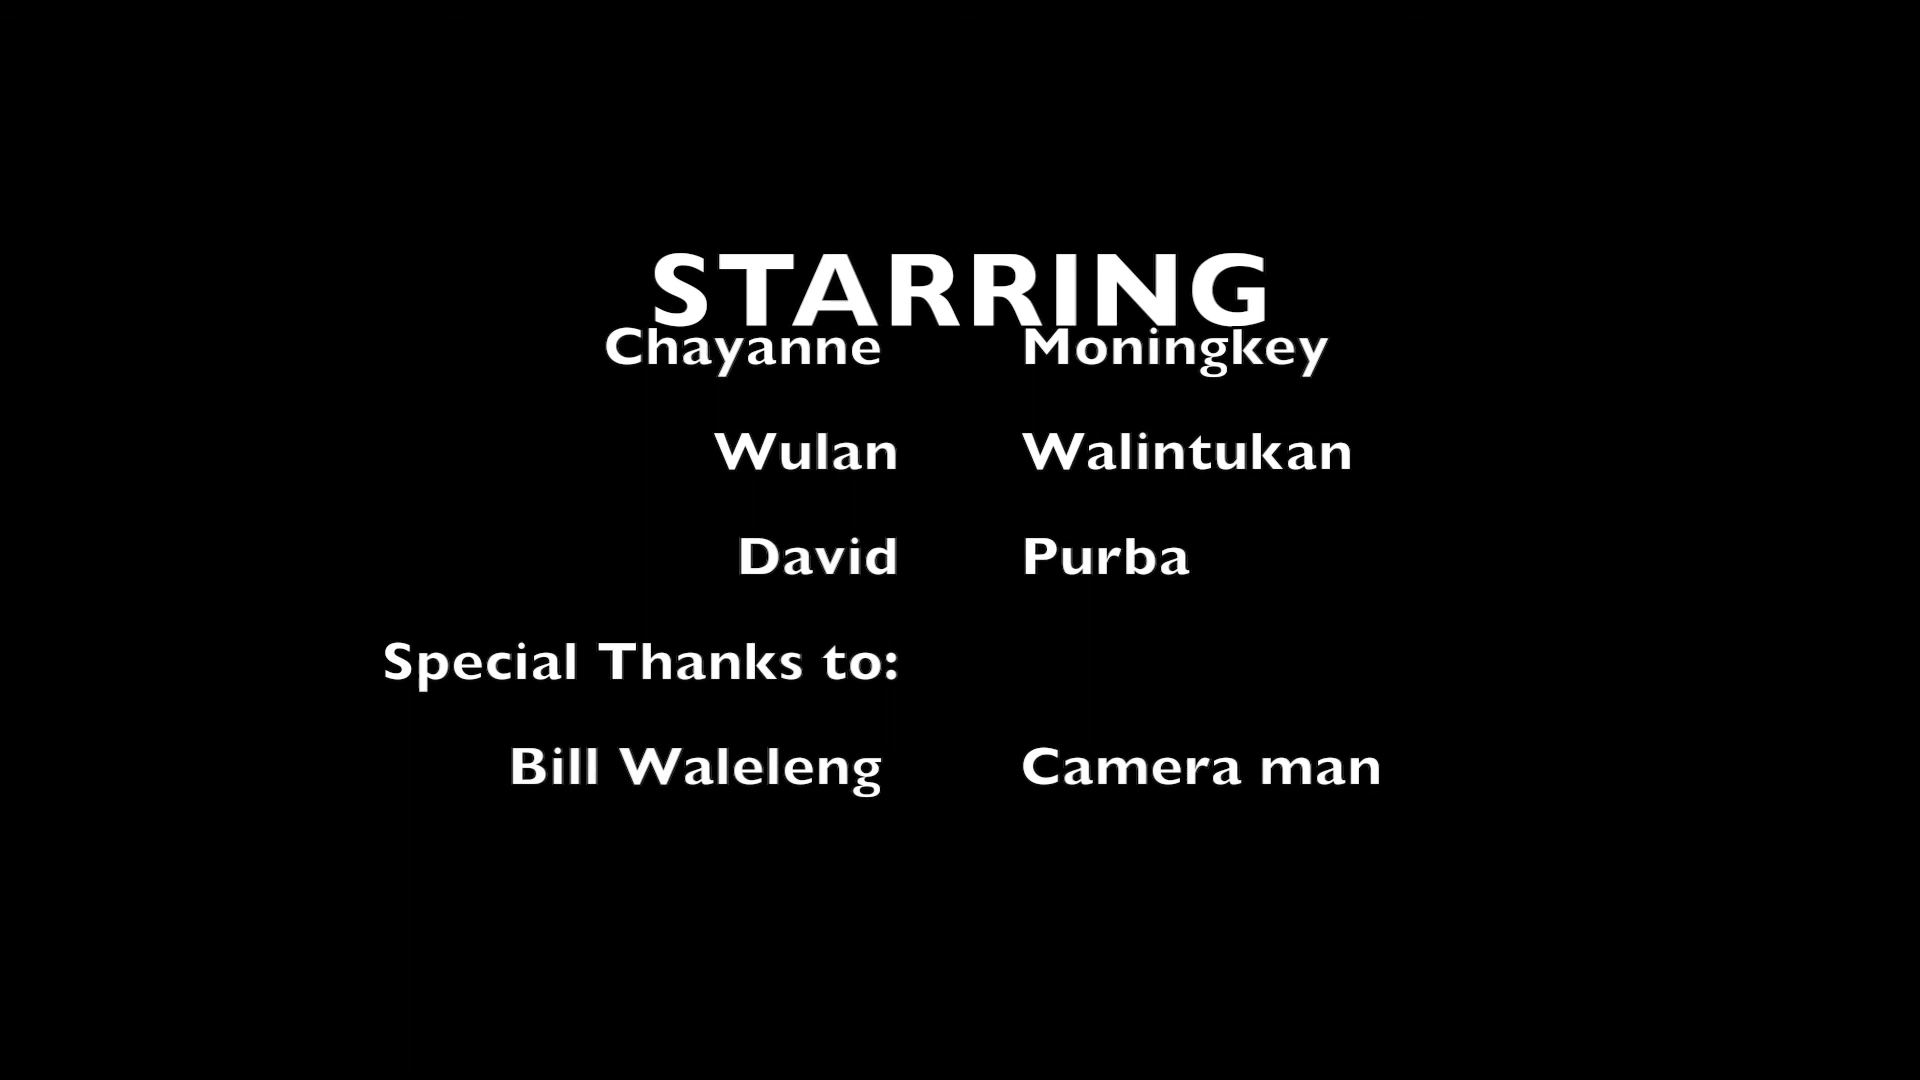 STARRING
Chayanne Moningkey
Wulan Walintukan
David Purba
Special Thanks to:
Bill Waleleng Camera man